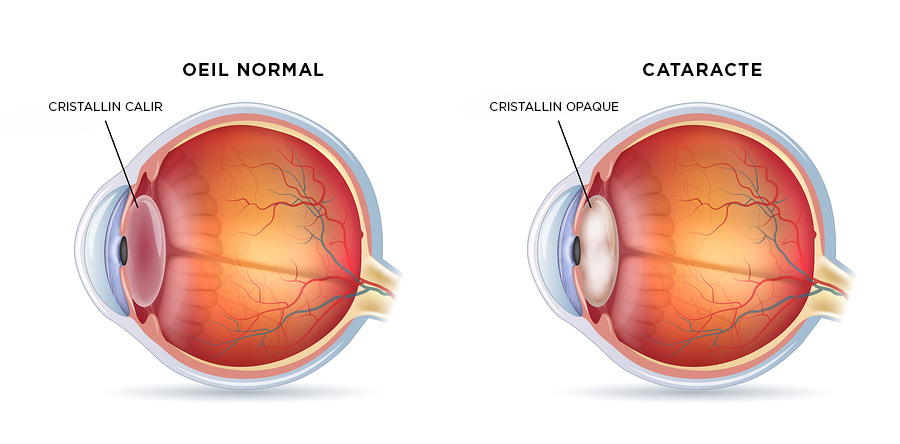 OEIL NORMAL
CATARACTE
CRISTALLIN CALIR
CRISTALLIN OPAQUE